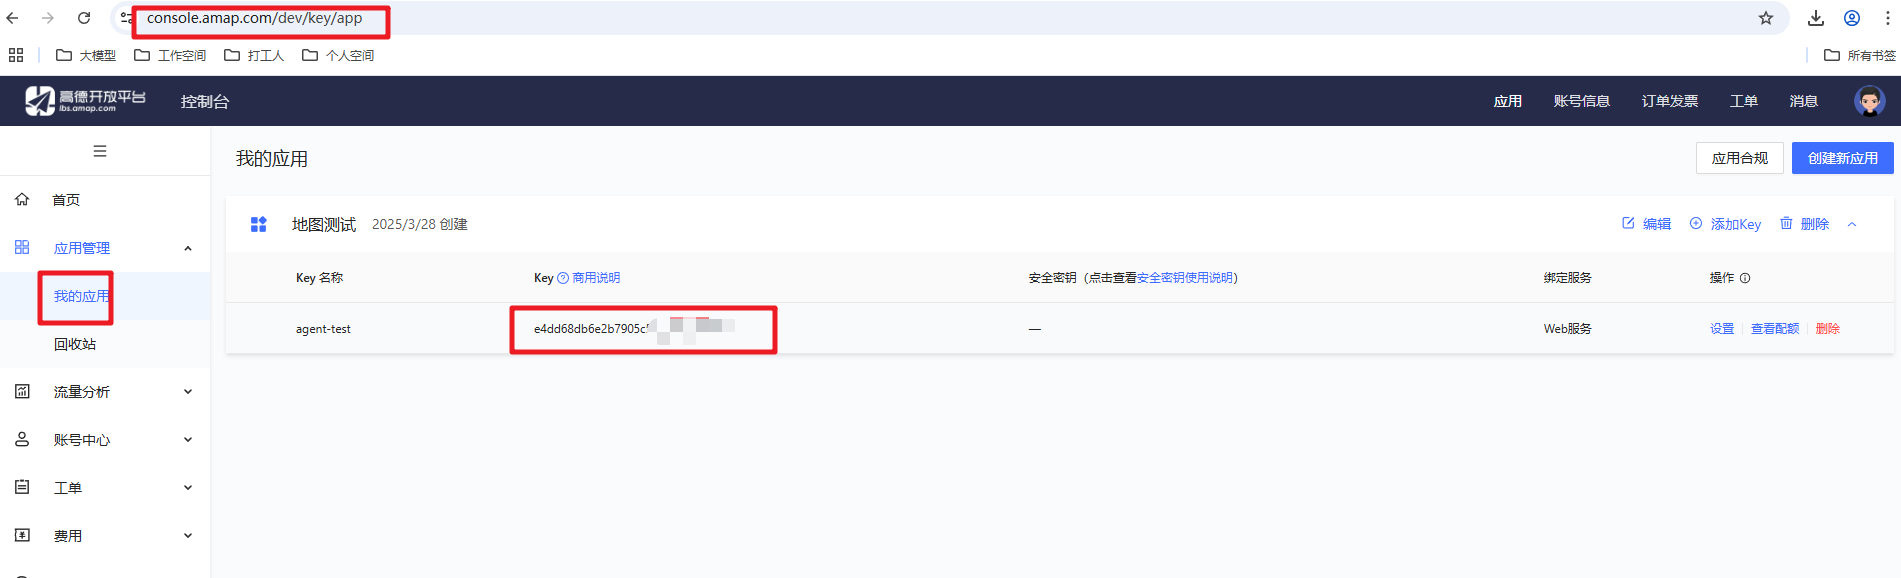 console.amap.com/dev/key/app
大模型 工作空间 打工人 个人空间 所有书签
高德开放平台 控制台 应用 账号信息 订单发票 工单 消息
lbs.amap.com
我的应用 应用合规 创建新应用
首页
地图测试 2025/3/28 创建 编辑 添加Key 删除
应用管理
Key 名称 Key 商用说明 安全密钥（点击查看安全密钥使用说明） 绑定服务 操作
我的应用
agent-test e4dd68db6e2b7905c — Web服务 设置 查看配额 删除
回收站
流量分析
账号中心
工单
费用